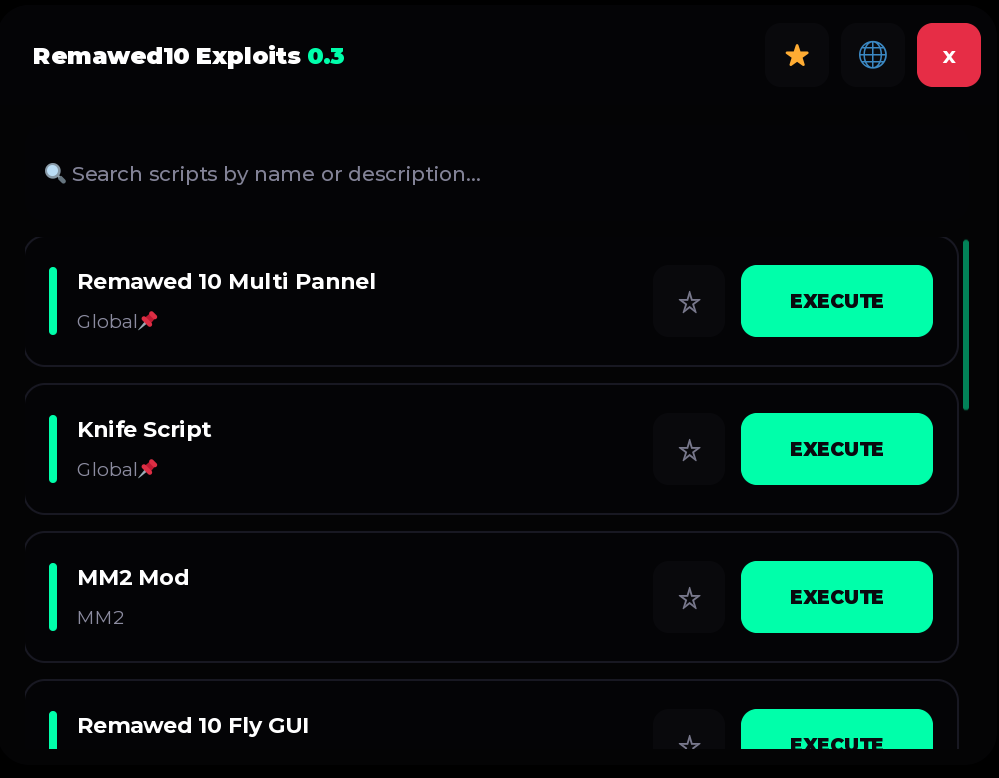 Remawed10 Exploits 0.3
x
🔍 Search scripts by name or description...
Remawed 10 Multi Pannel
Global📌
☆
EXECUTE
Knife Script
Global📌
☆
EXECUTE
MM2 Mod
MM2
☆
EXECUTE
Remawed 10 Fly GUI
☆
EXECUTE